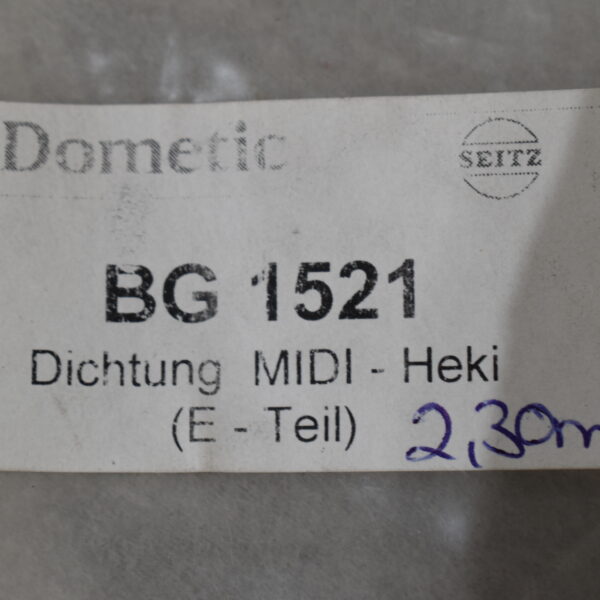 Dometic
SEITZ
BG 1521
Dichtung MIDI - Heki
(E - Teil) 2,30m